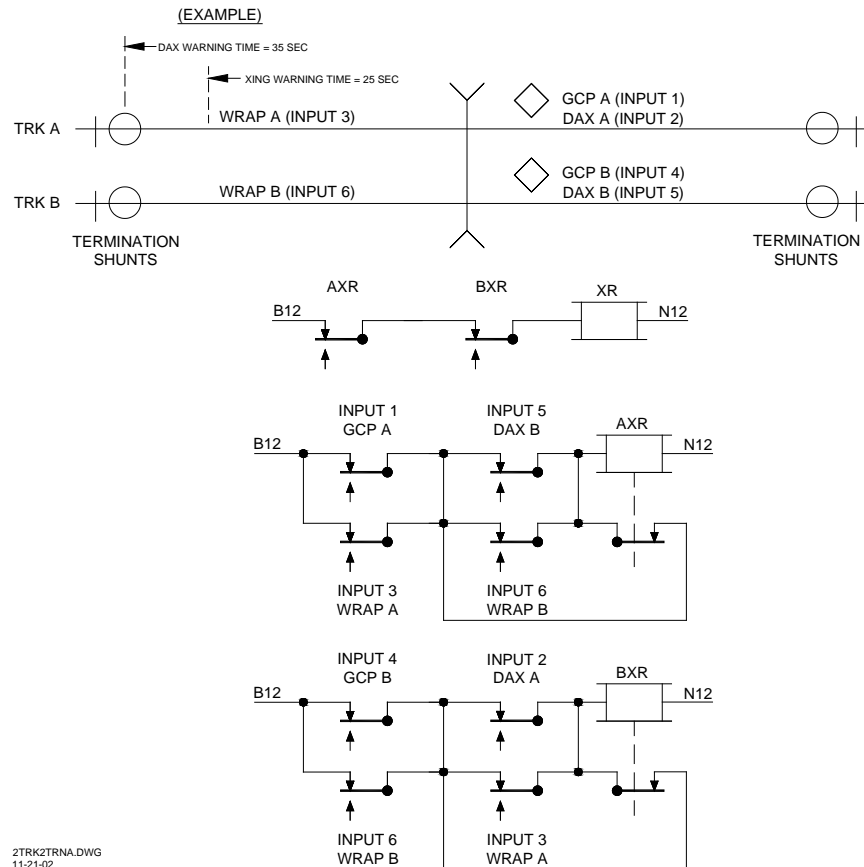 (EXAMPLE)
DAX WARNING TIME = 35 SEC
XING WARNING TIME = 25 SEC
GCP A (INPUT 1)
WRAP A (INPUT 3)
DAX A (INPUT 2)
TRK A
GCP B (INPUT 4)
WRAP B (INPUT 6)
DAX B (INPUT 5)
TRK B
TERMINATION
SHUNTS
TERMINATION
SHUNTS
AXR
BXR
XR
B12
N12
INPUT 1
GCP A
INPUT 5
DAX B
AXR
B12
N12
INPUT 3
WRAP A
INPUT 6
WRAP B
INPUT 4
GCP B
INPUT 2
DAX A
BXR
B12
N12
INPUT 6
WRAP B
INPUT 3
WRAP A
2TRK2TRNA.DWG
11-21-02